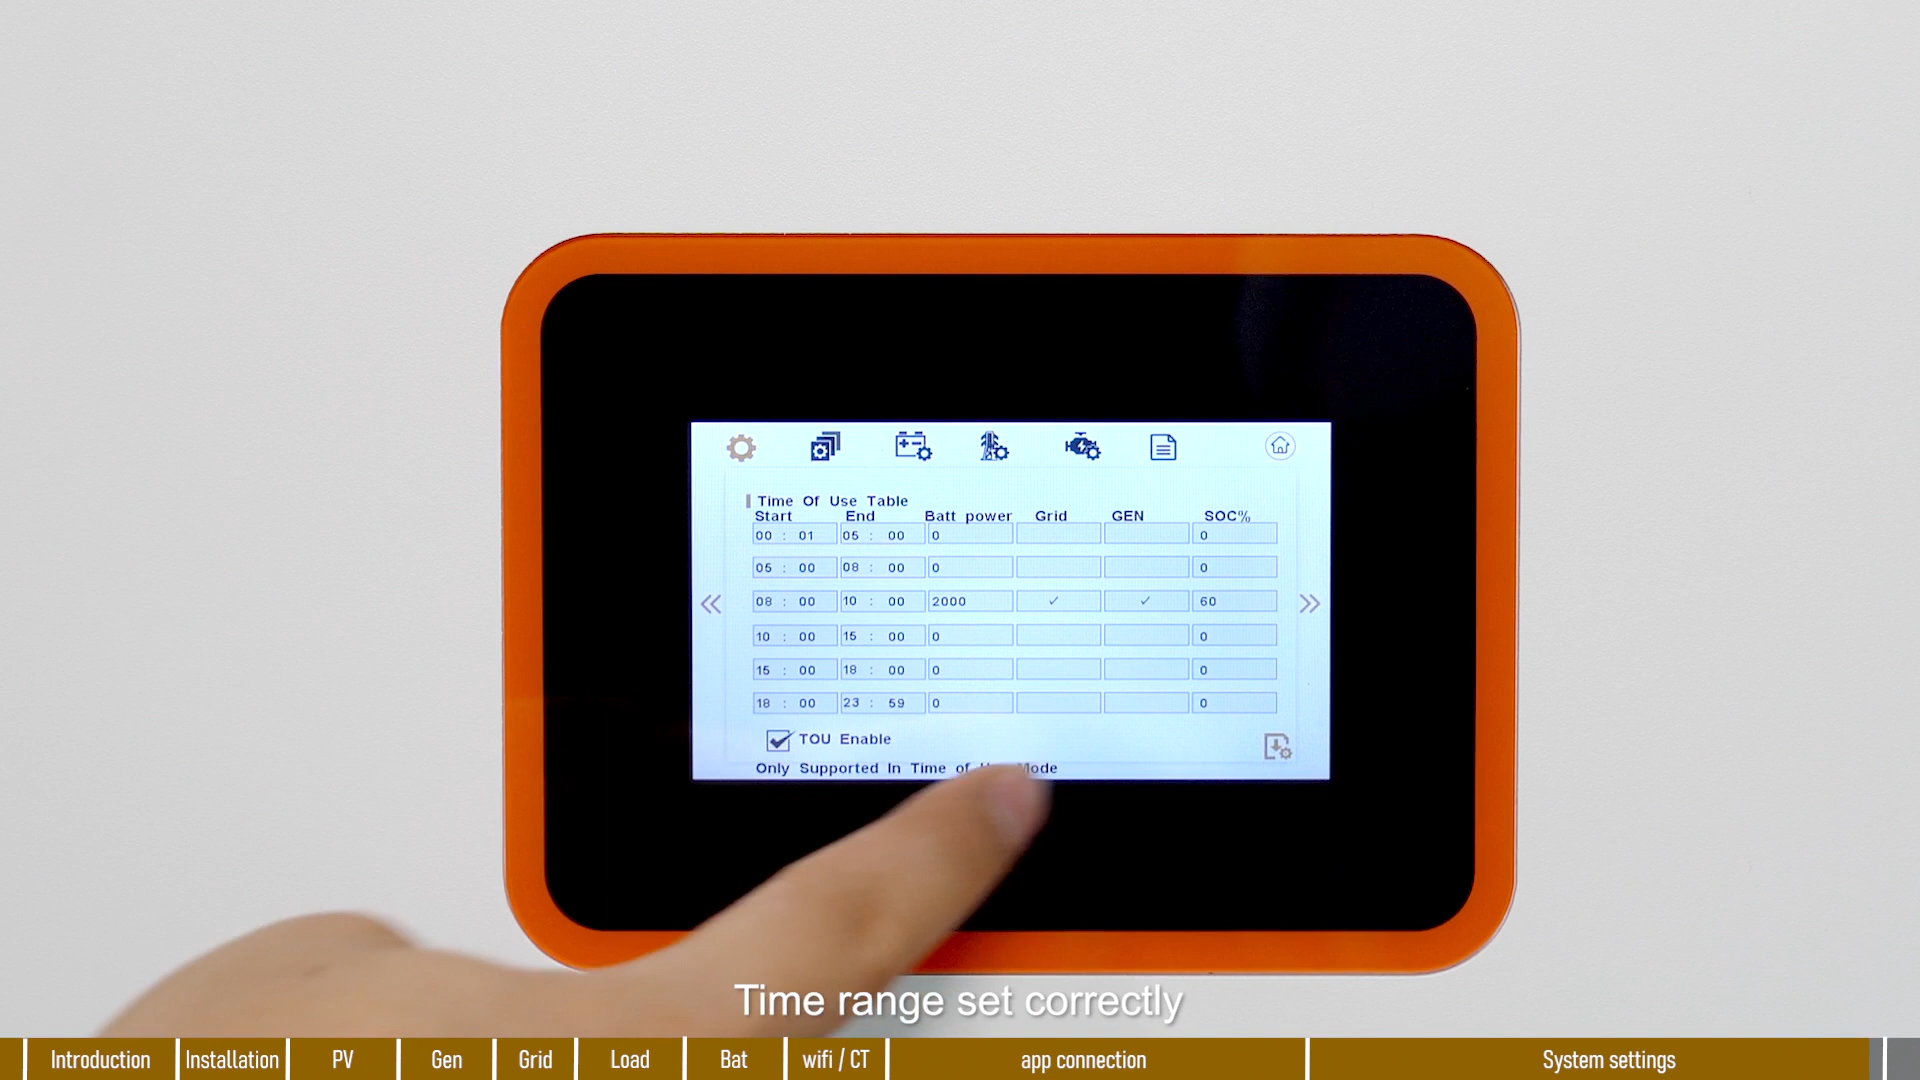 Time Of Use Table
Start End Batt power Grid GEN SOC%
00 : 01 05 : 00 0 0
05 : 00 08 : 00 0 0
08 : 00 10 : 00 2000 ✓ ✓ 60
10 : 00 15 : 00 0 0
15 : 00 18 : 00 0 0
18 : 00 23 : 59 0 0
TOU Enable
Only Supported In Time of Mode
Time range set correctly
Introduction Installation PV Gen Grid Load Bat wifi / CT app connection System settings